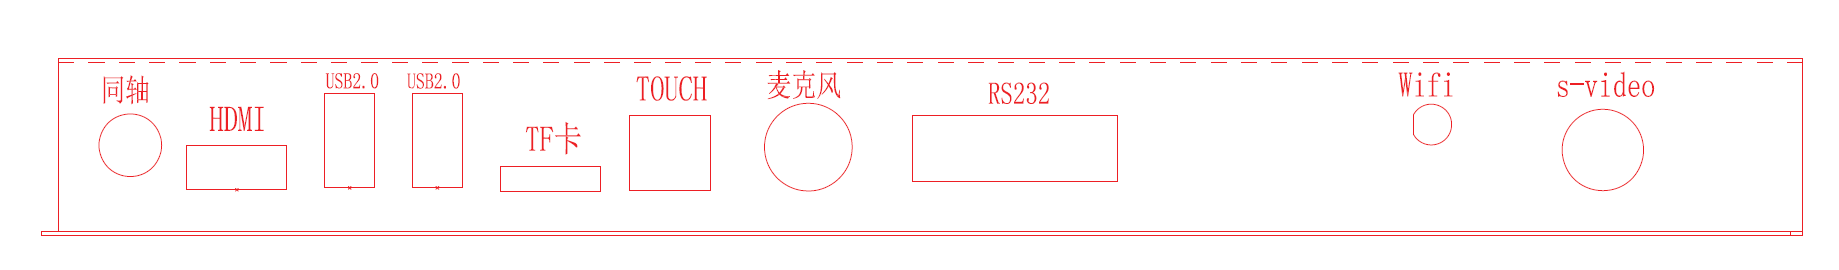 同轴
HDMI
USB2.0
USB2.0
TF卡
TOUCH
麦克风
RS232
Wifi
s-video